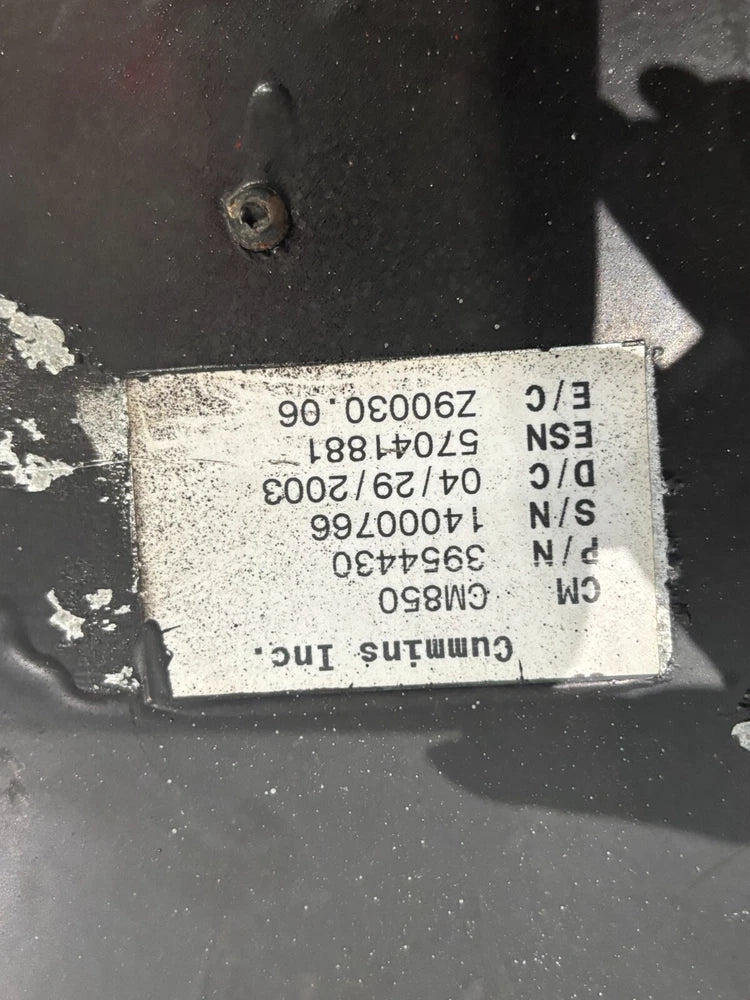 Cummins Inc.
CM CM850
P/N 3954430
S/N 14000766
D/C 04/29/2003
ESN 57041881
E/C Z90030.06